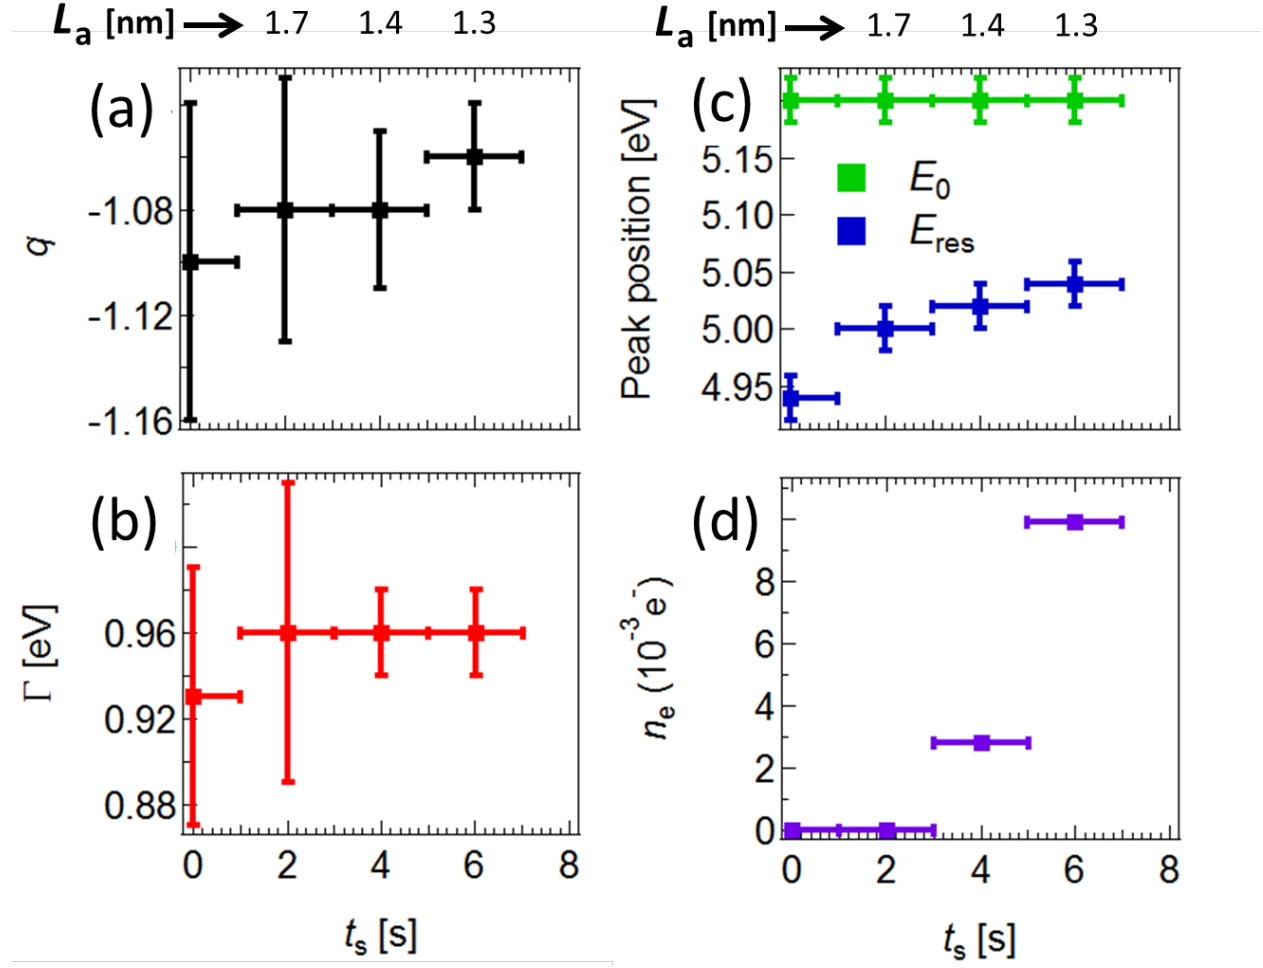 La [nm] → 1.7 1.4 1.3
(a)
q
-1.08
-1.12
-1.16
(b)
Γ [eV]
0.96
0.92
0.88
0 2 4 6 8
ts [s]
La [nm] → 1.7 1.4 1.3
(c)
Peak position [eV]
5.15
5.10
5.05
5.00
4.95
E0
Eres
(d)
ne (10-3 e-)
8
6
4
2
0
0 2 4 6 8
ts [s]